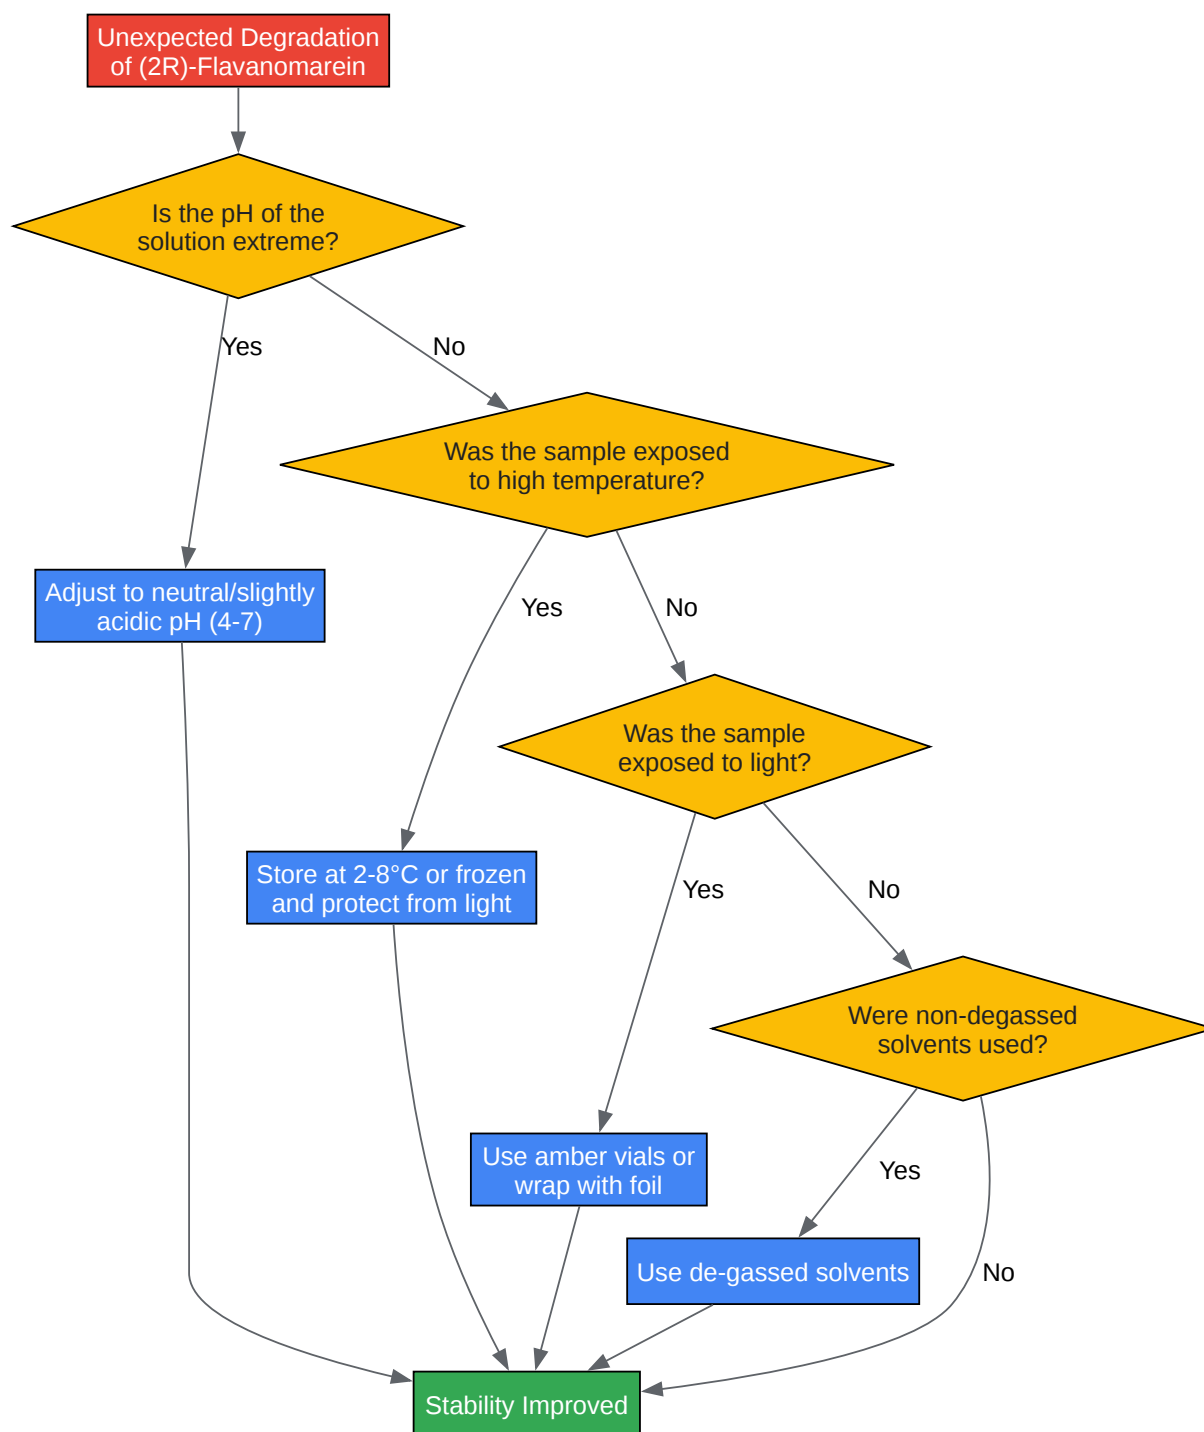 Unexpected Degradation
of (2R)-Flavanomarein
Is the pH of the
solution extreme?
Yes
No
Was the sample exposed
to high temperature?
Adjust to neutral/slightly
acidic pH (4-7)
Yes
No
Was the sample
exposed to light?
Store at 2-8°C or frozen
and protect from light
Yes
No
Were non-degassed
solvents used?
Use amber vials or
wrap with foil
Yes
Use de-gassed solvents
No
Stability Improved